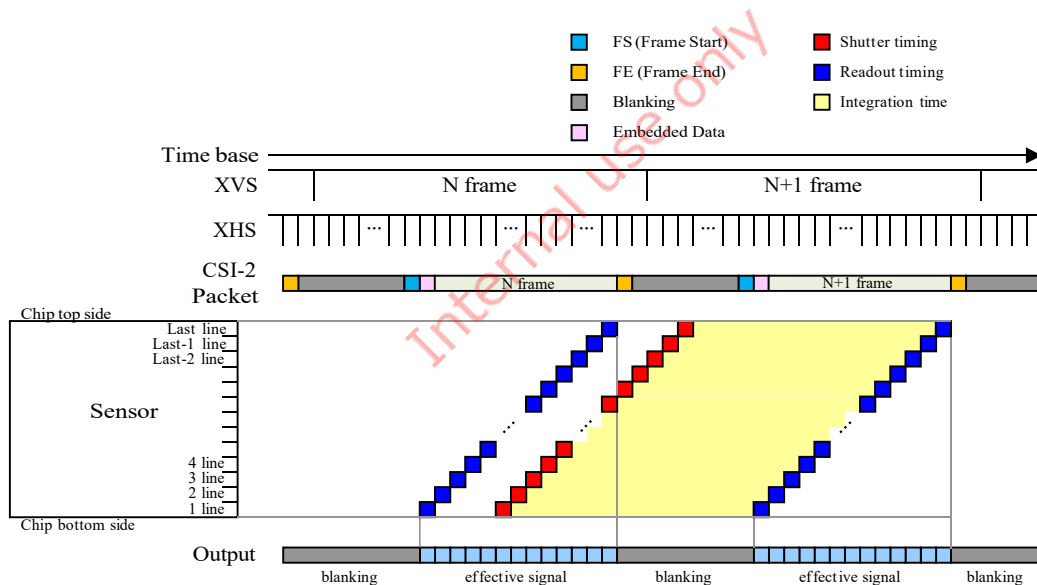 FS (Frame Start)
Shutter timing
FE (Frame End)
Readout timing
Blanking
Integration time
Embedded Data
Internal use only
Time base
XVS
N frame
N+1 frame
XHS
...
...
...
...
...
CSI-2
Packet
N frame
N+1 frame
Chip top side
Last line
Last-1 line
Last-2 line
Sensor
...
...
...
4 line
3 line
2 line
1 line
Chip bottom side
Output
blanking
effective signal
blanking
effective signal
blanking